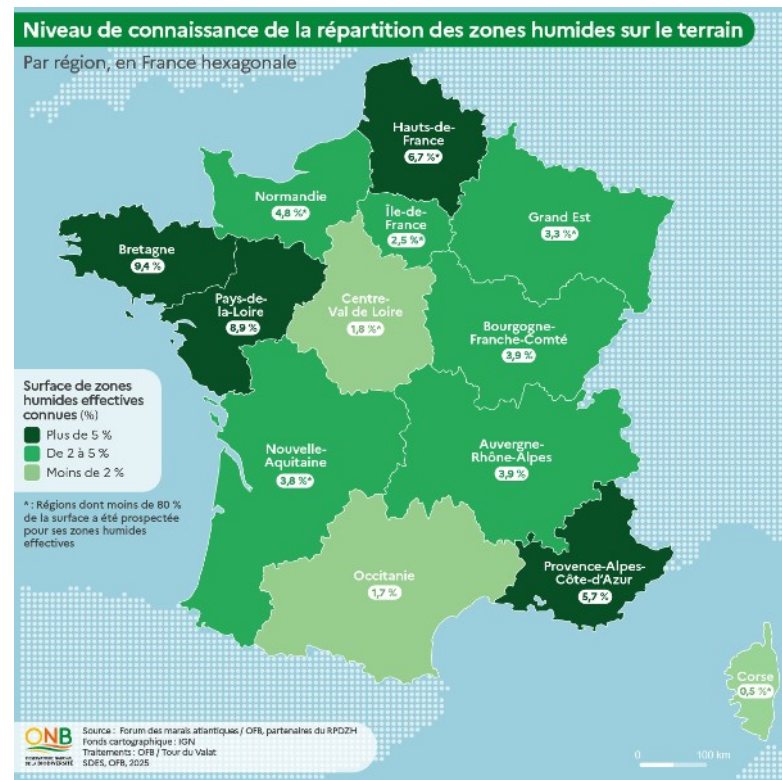 Niveau de connaissance de la répartition des zones humides sur le terrain
Par région, en France hexagonale
Hauts-de-
France
6,7 %*
Normandie
4,8 %*
Île-de-
France
2,5 %*
Grand Est
3,3 %*
Bretagne
9,4 %
Pays-de-
la-Loire
8,9 %
Centre-
Val de Loire
1,8 %*
Bourgogne-
Franche-Comté
3,9 %
Surface de zones
humides effectives
connues (%)
Plus de 5 %
De 2 à 5 %
Moins de 2 %
* : Régions dont moins de 80 %
de la surface a été prospectée
pour ses zones humides
effectives
Nouvelle-
Aquitaine
3,8 %*
Auvergne-
Rhône-Alpes
3,9 %
Occitanie
1,7 %
Provence-Alpes-
Côte-d'Azur
5,7 %
Corse
0,5 %*
ONB
Source : Forum des marais atlantiques / OFB, partenaires du RPDZH
Fonds cartographique : IGN
Traitements : OFB / Tour du Valat
SDES, OFB, 2025
0 100 km